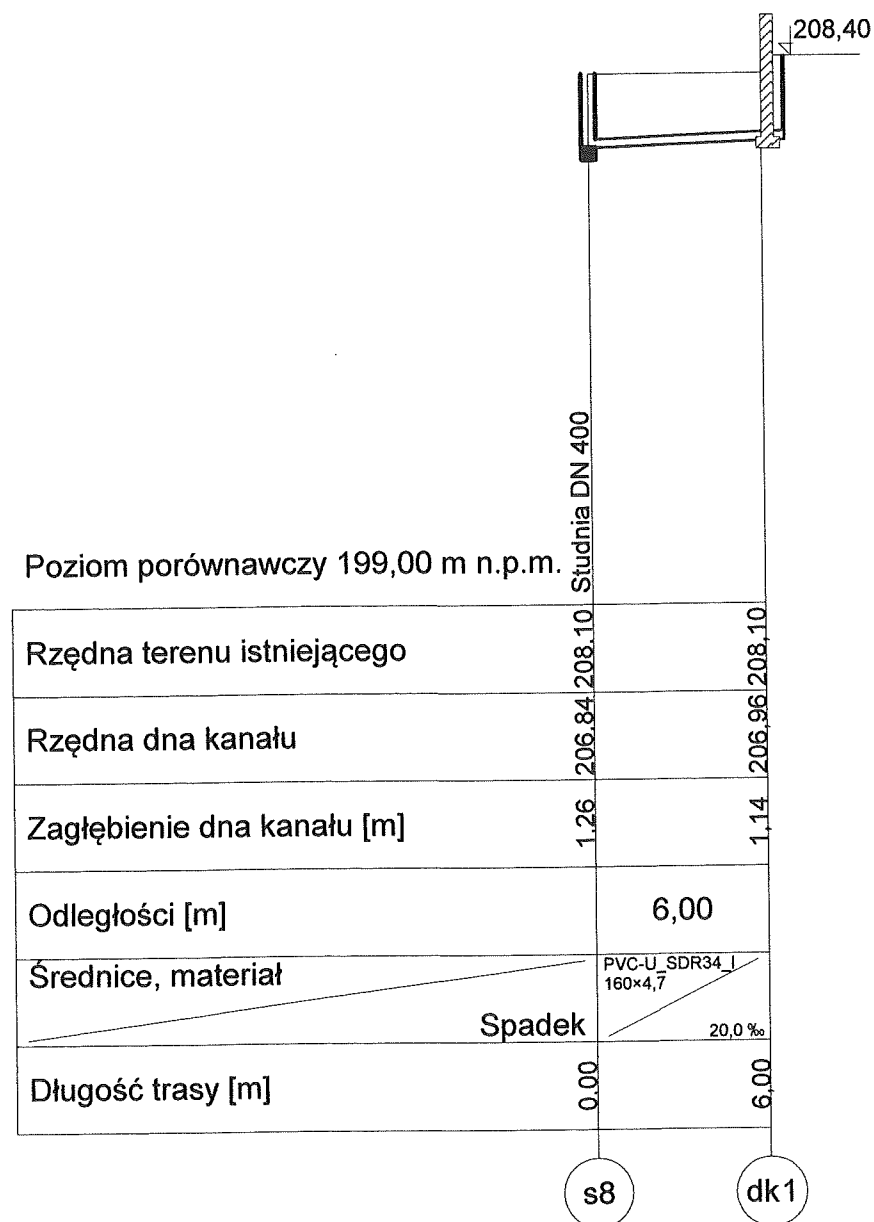 208,40
Studnia DN 400
Poziom porównawczy 199,00 m n.p.m.
Rzędna terenu istniejącego 208.10 208,10
Rzędna dna kanału 206.84 206,96
Zagłębienie dna kanału [m] 1.26 1,14
Odległości [m] 6,00
Średnice, materiał PVC-U_SDR34_I
160×4,7
Spadek 20,0 ‰
Długość trasy [m] 0.00 6,00
s8 dk1